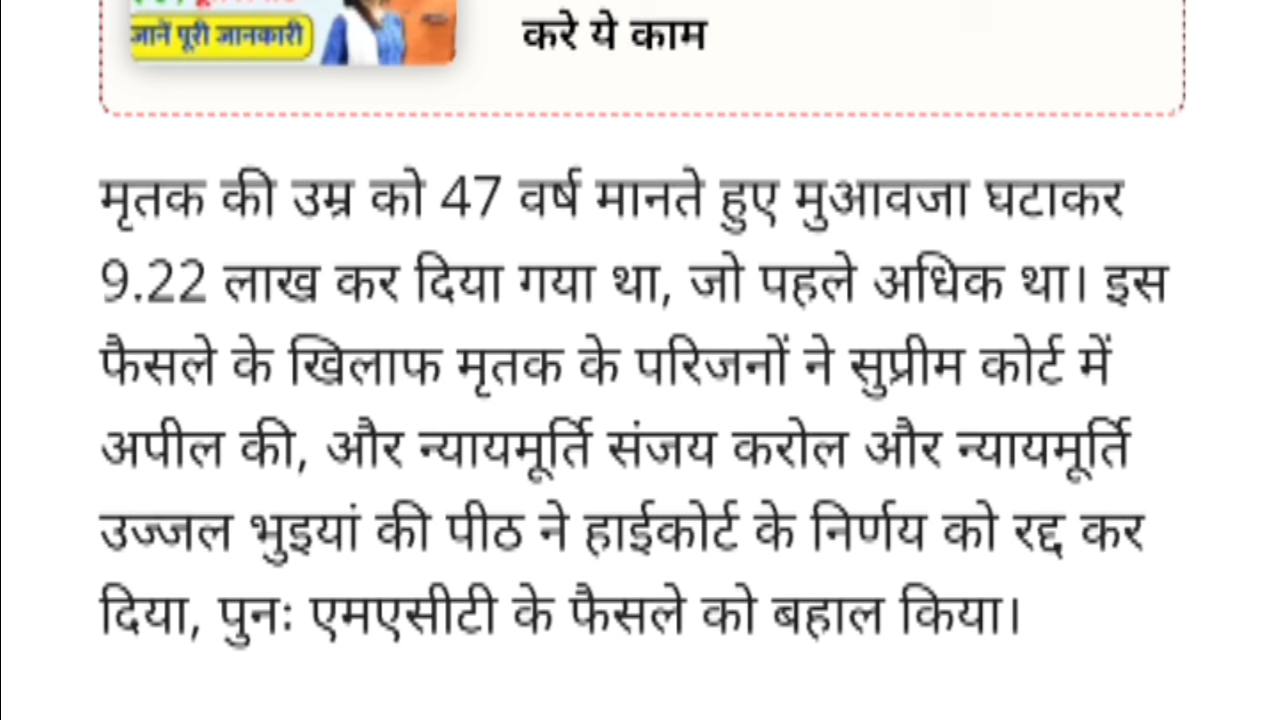 जानें पूरी जानकारी
करे ये काम
मृतक की उम्र को 47 वर्ष मानते हुए मुआवजा घटाकर
9.22 लाख कर दिया गया था, जो पहले अधिक था। इस
फैसले के खिलाफ मृतक के परिजनों ने सुप्रीम कोर्ट में
अपील की, और न्यायमूर्ति संजय करोल और न्यायमूर्ति
उज्जल भुइयां की पीठ ने हाईकोर्ट के निर्णय को रद्द कर
दिया, पुनः एमएसीटी के फैसले को बहाल किया।